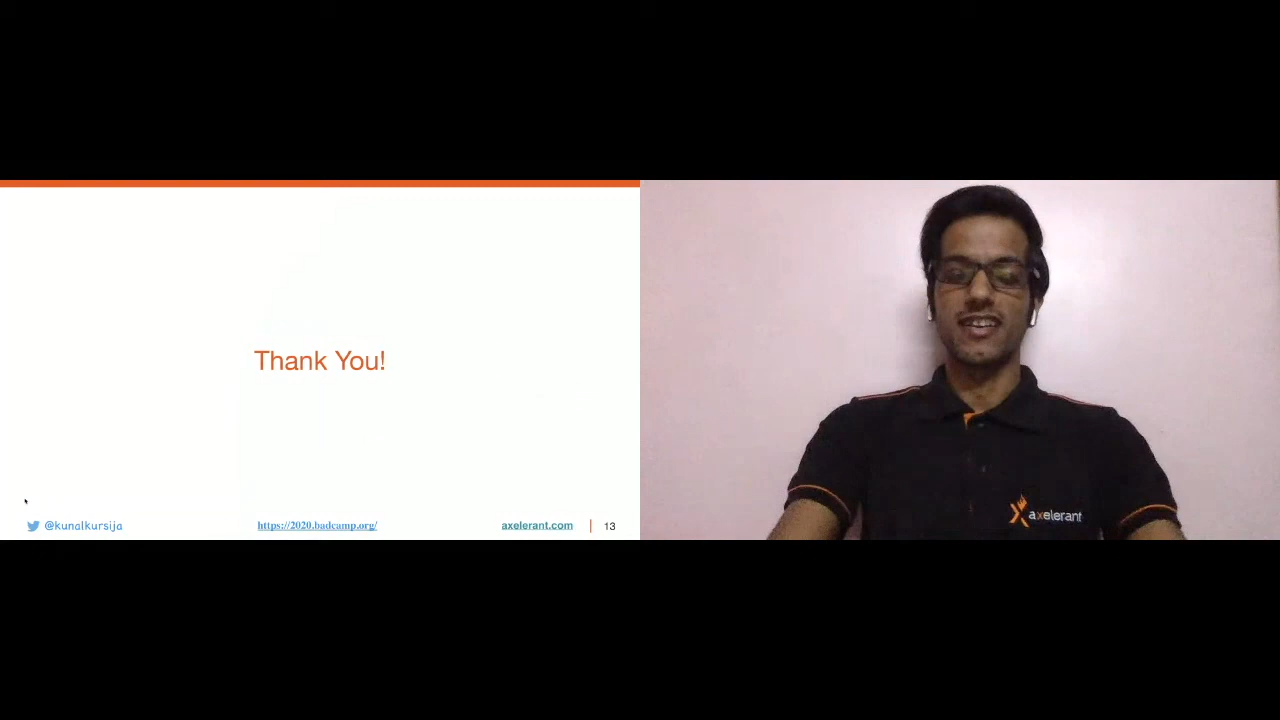 Thank You!
@kunalkursija
https://2020.badcamp.org/
axelerant.com
13
axelerant